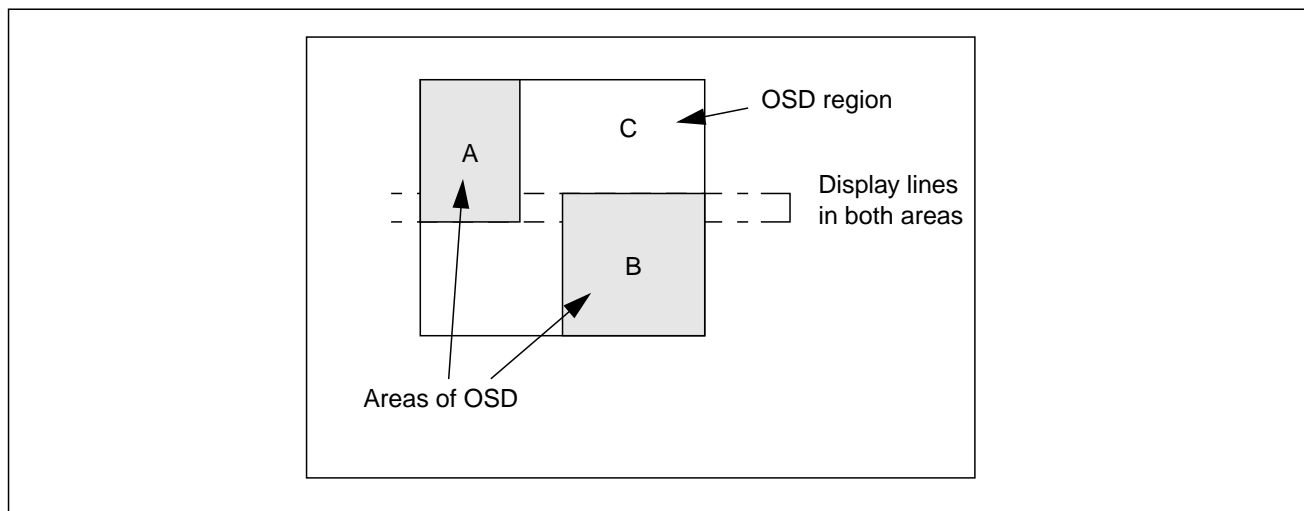 OSD region
C
A
Display lines
in both areas
B
Areas of OSD